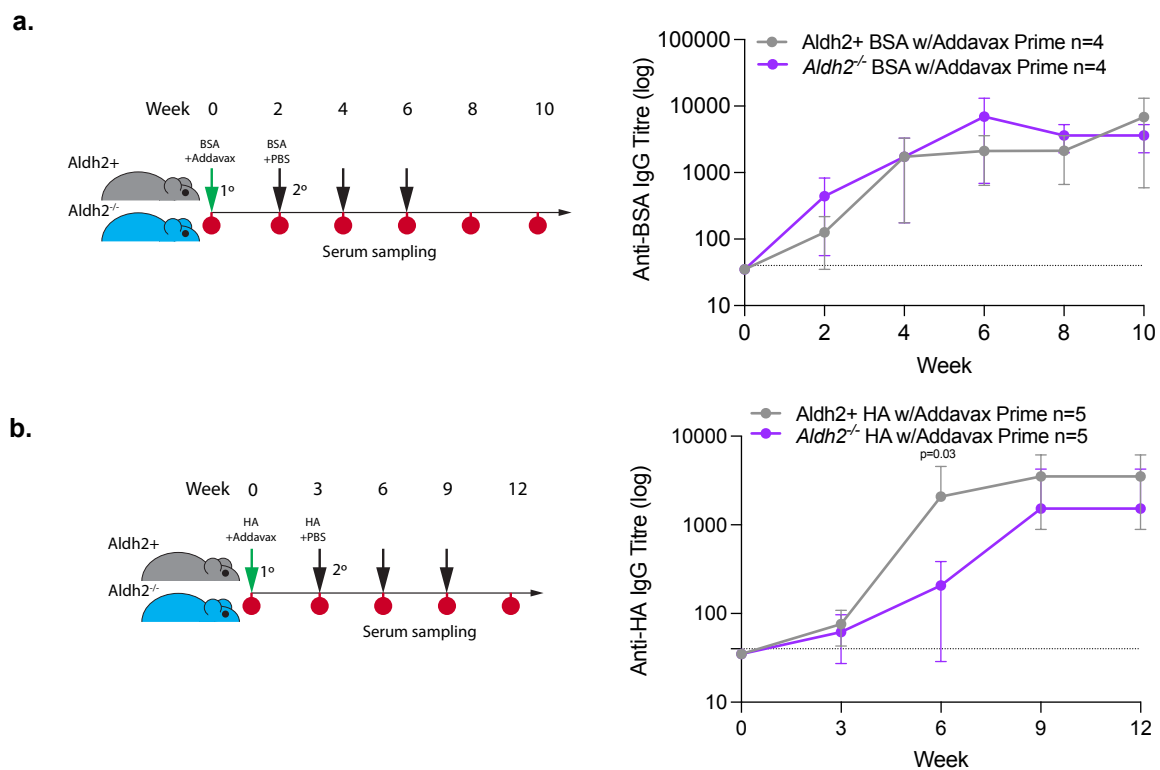 a.
Week 0 2 4 6 8 10
BSA
+Addavax
BSA
+PBS
Aldh2+
1º
2º
Aldh2-/-
Serum sampling
Aldh2+ BSA w/Addavax Prime n=4
Aldh2-/- BSA w/Addavax Prime n=4
Anti-BSA IgG Titre (log)
100000
10000
1000
100
10
0 2 4 6 8 10
Week
b.
Week 0 3 6 9 12
HA
+Addavax
HA
+PBS
Aldh2+
1º
2º
Aldh2-/-
Serum sampling
Aldh2+ HA w/Addavax Prime n=5
Aldh2-/- HA w/Addavax Prime n=5
p=0.03
Anti-HA IgG Titre (log)
10000
1000
100
10
0 3 6 9 12
Week